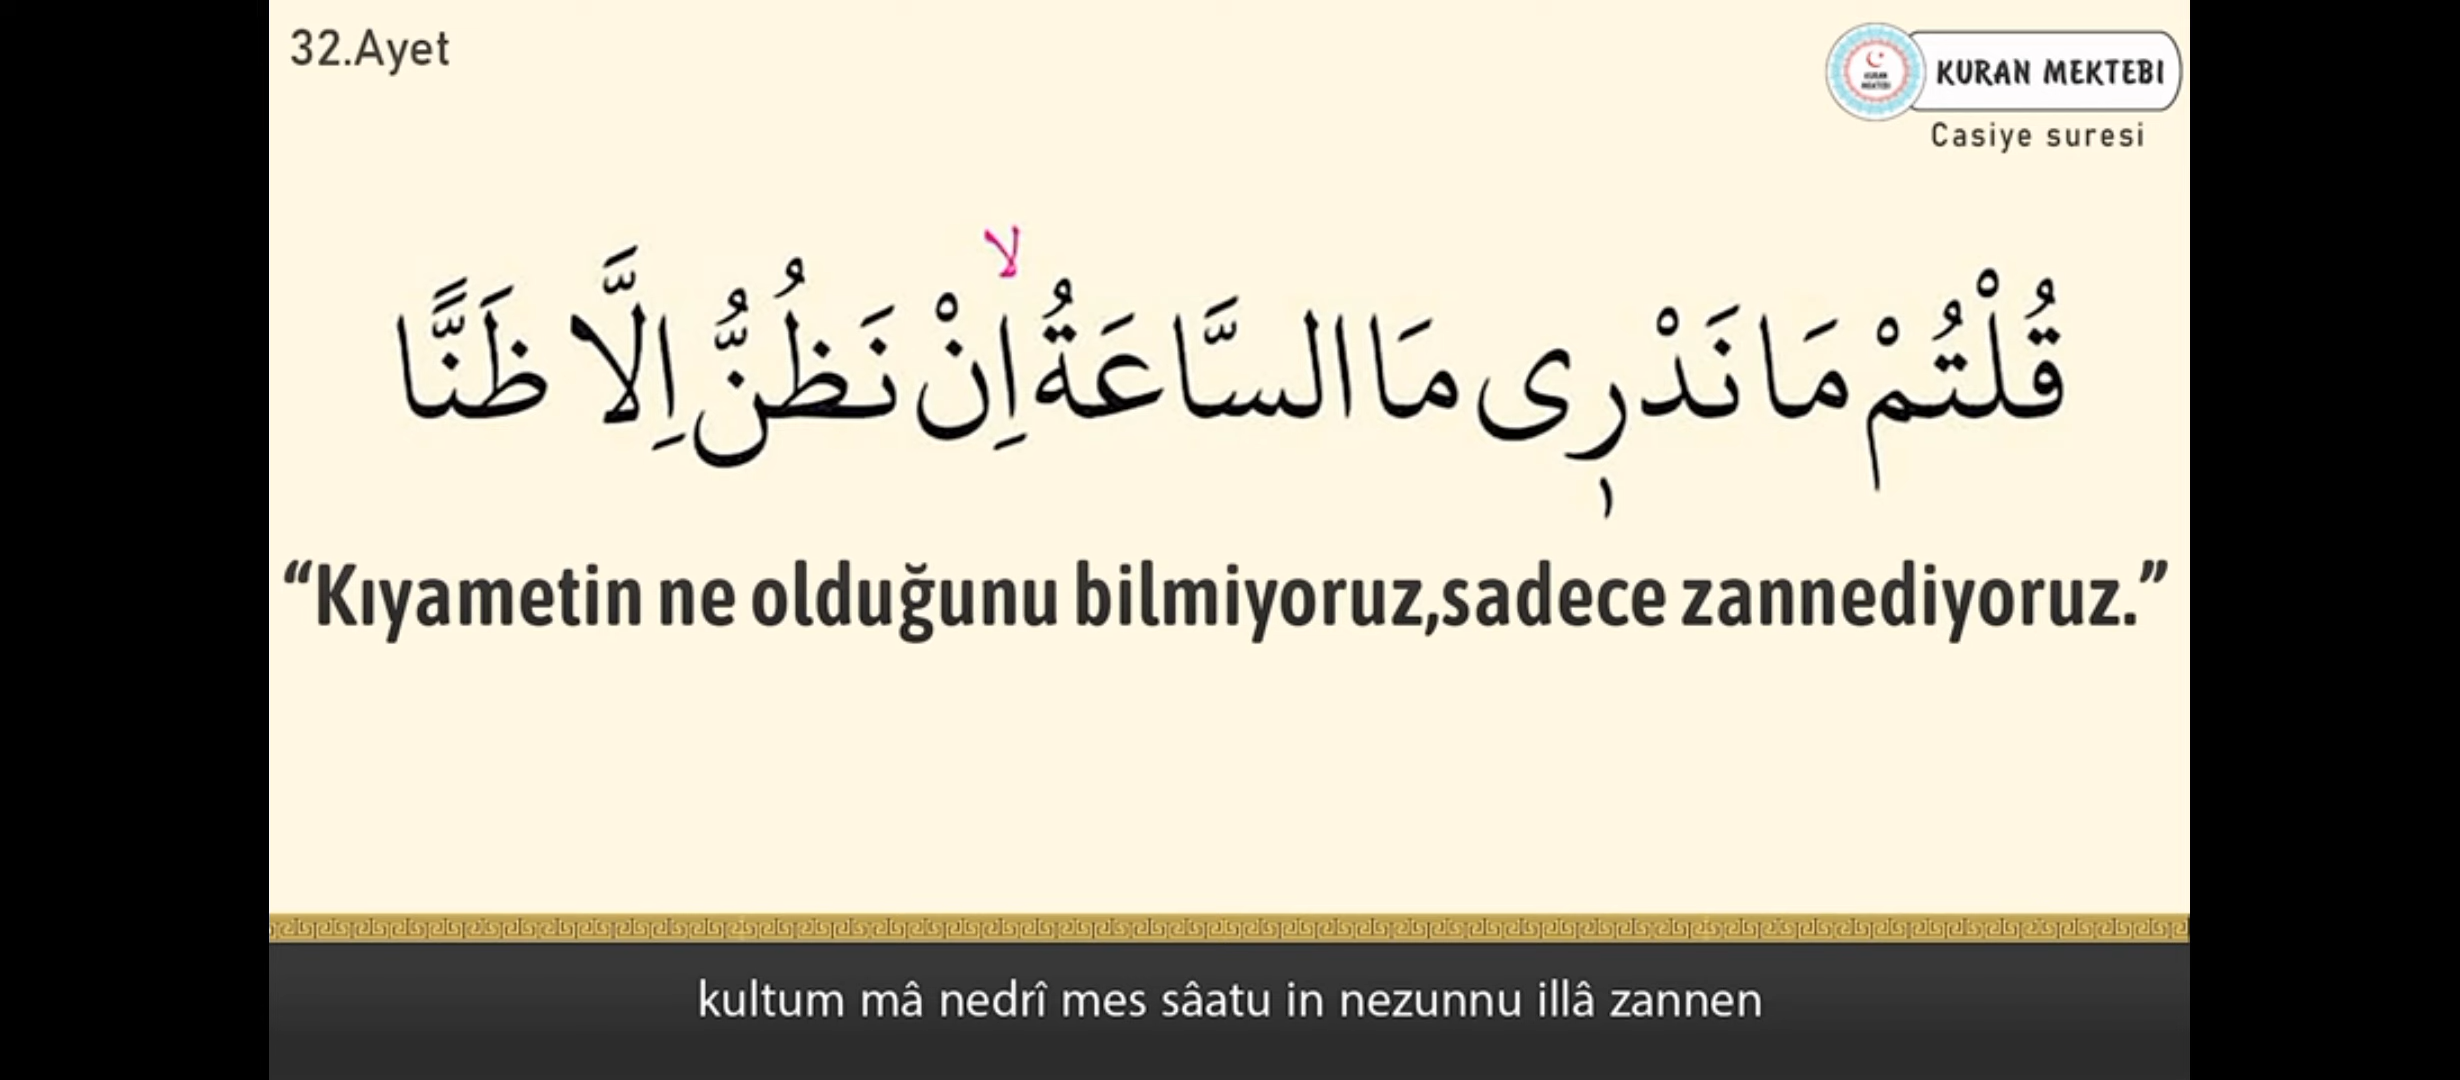 32.Ayet
KURAN MEKTEBI
Casiye suresi
قُلْتُمْ مَا نَدْرٖى مَا السَّاعَةُۙ اِنْ نَظُنُّ اِلَّا ظَنًّا
“Kıyametin ne olduğunu bilmiyoruz,sadece zannediyoruz.”
kultum mâ nedrî mes sâatu in nezunnu illâ zannen